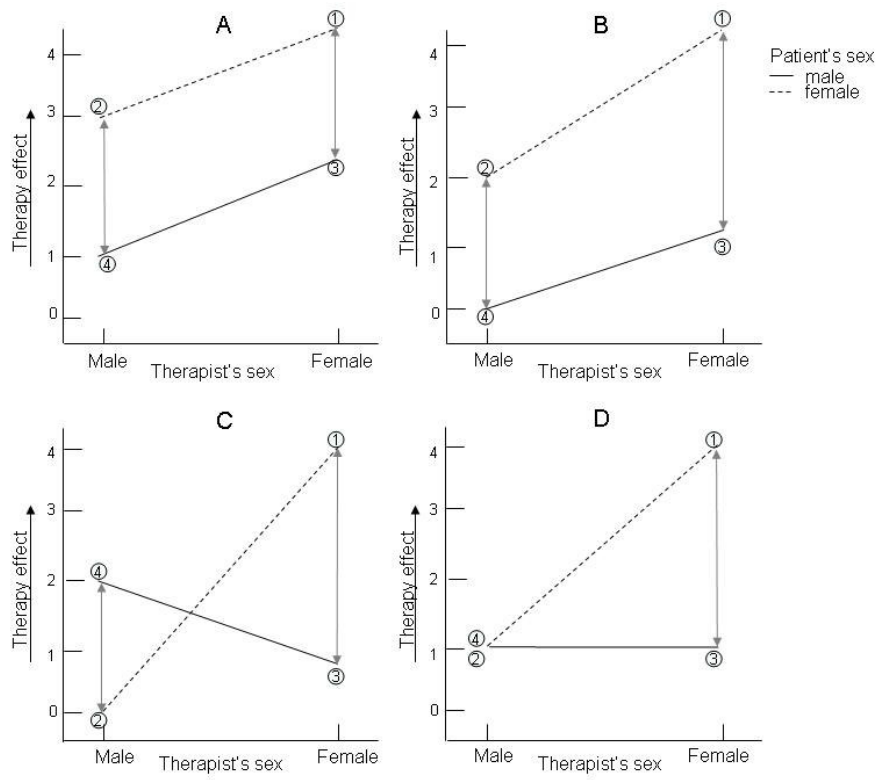 A
①
4
②
3
③
2
④
1
0
Therapy effect
Male
Female
Therapist's sex
B
①
4
3
②
2
1
③
④
0
Therapy effect
Male
Female
Therapist's sex
Patient's sex
male
female
C
①
4
3
④
2
1
③
②
0
Therapy effect
Male
Female
Therapist's sex
D
①
4
3
2
④
1
②
③
0
Therapy effect
Male
Female
Therapist's sex